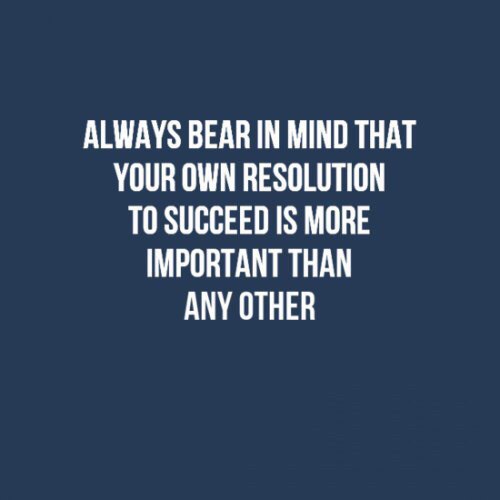 ALWAYS BEAR IN MIND THAT
YOUR OWN RESOLUTION
TO SUCCEED IS MORE
IMPORTANT THAN
ANY OTHER